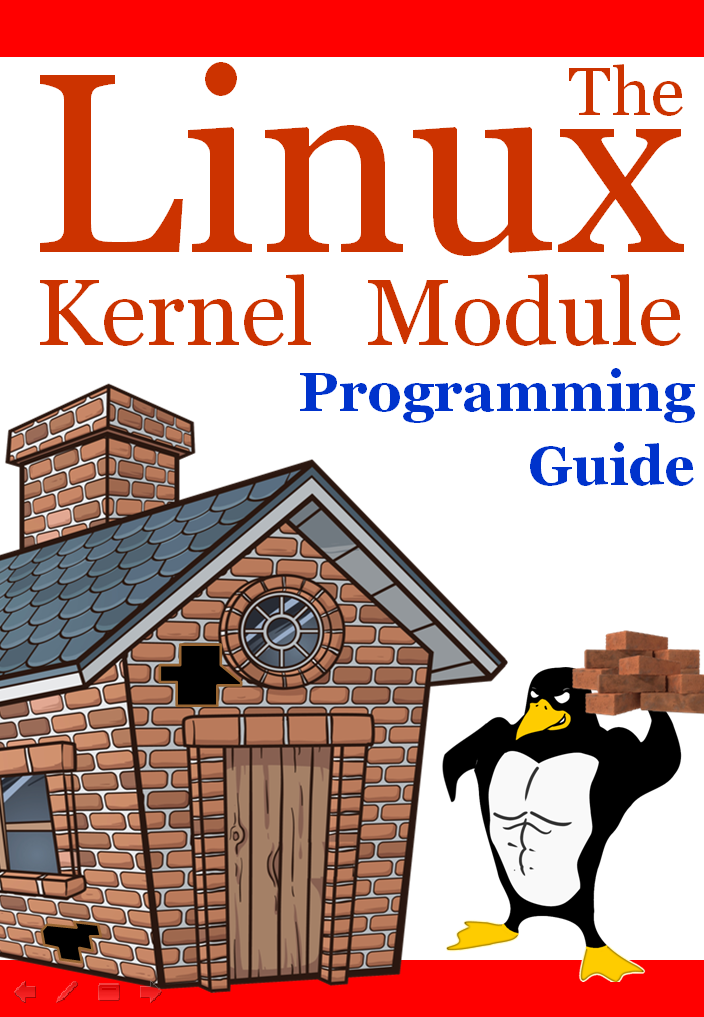 The
Linux
Kernel Module
Programming
Guide